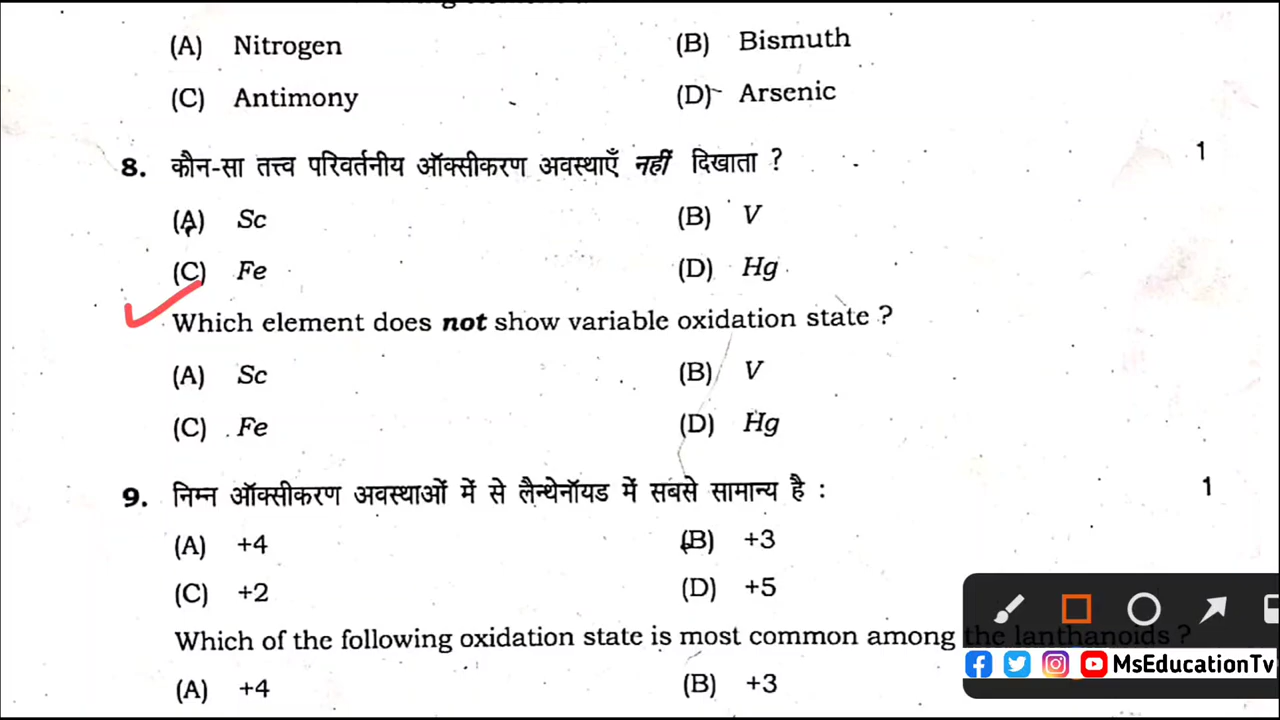 (A) Nitrogen (B) Bismuth
(C) Antimony (D) Arsenic
8. कौन-सा तत्त्व परिवर्तनीय ऑक्सीकरण अवस्थाएँ नहीं दिखाता ? 1
(A) Sc (B) V
(C) Fe (D) Hg
Which element does not show variable oxidation state ?
(A) Sc (B) V
(C) Fe (D) Hg
9. निम्न ऑक्सीकरण अवस्थाओं में से लैन्थेनॉयड में सबसे सामान्य है : 1
(A) +4 (B) +3
(C) +2 (D) +5
Which of the following oxidation state is most common among the lanthanoids ?
MsEducationTv
(A) +4 (B) +3